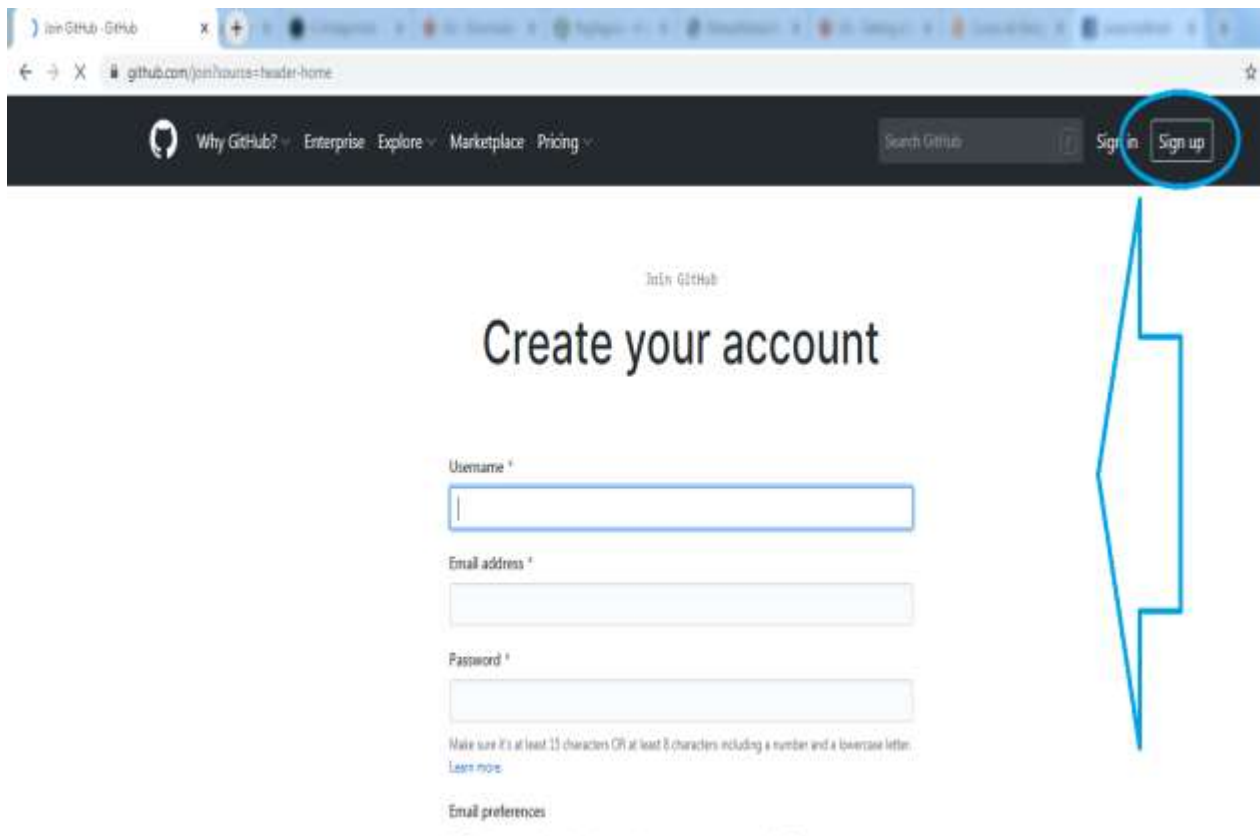 Join GitHub · GitHub
github.com/join?source=header-home
Why GitHub? Enterprise Explore Marketplace Pricing
Search GitHub
Sign in Sign up
Join GitHub
Create your account
Username *
Email address *
Password *
Make sure it's at least 15 characters OR at least 8 characters including a number and a lowercase letter.
Learn more.
Email preferences